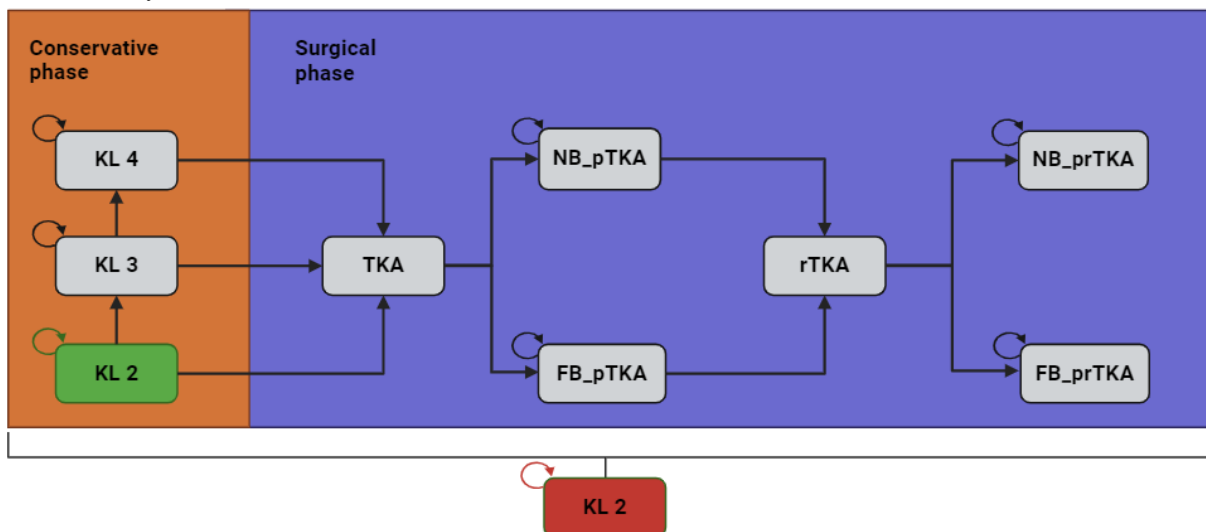 Conservative
phase
Surgical
phase
KL 4
NB_pTKA
NB_prTKA
KL 3
TKA
rTKA
KL 2
FB_pTKA
FB_prTKA
KL 2